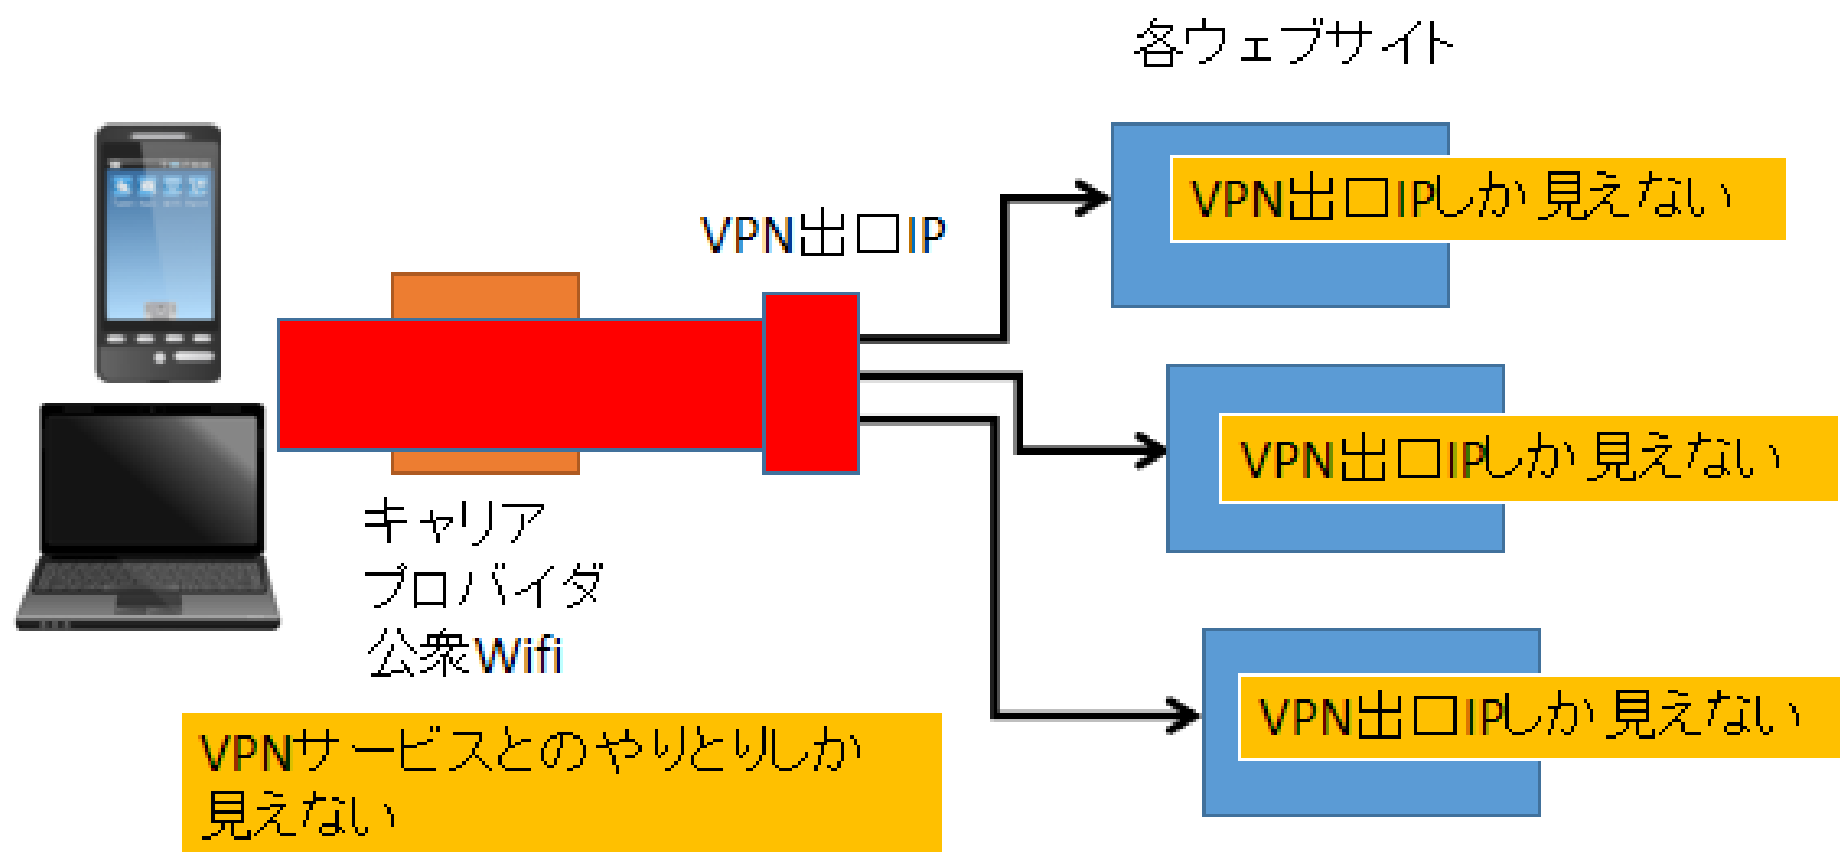 各ウェブサイト
VPN出口IPしか見えない
VPN出口IP
VPN出口IPしか見えない
キャリア
プロバイダ
公衆Wifi
VPN出口IPしか見えない
VPNサービスとのやりとりしか
見えない